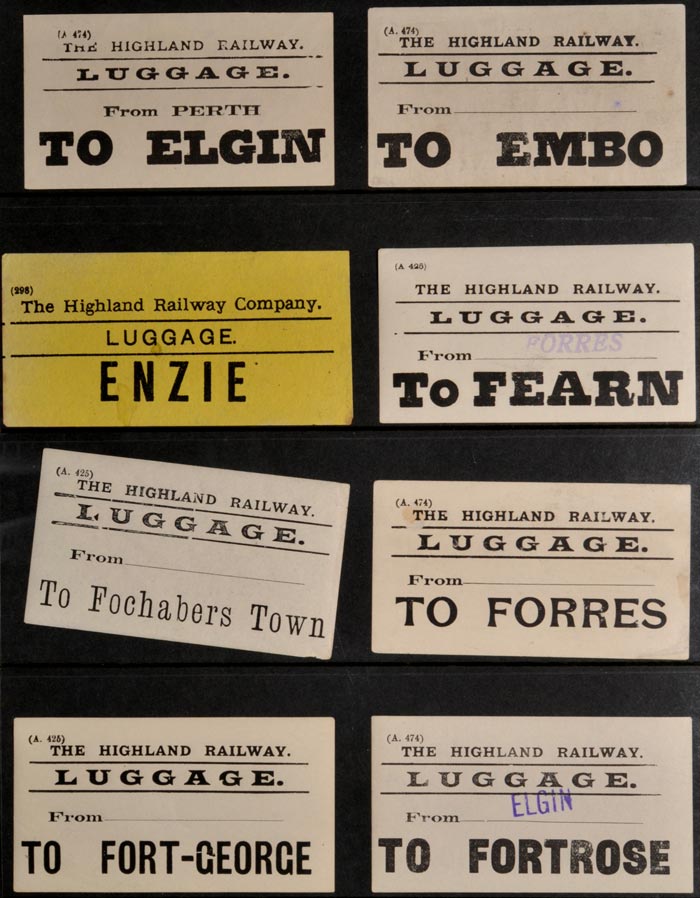 (A 474)
THE HIGHLAND RAILWAY.
LUGGAGE.
From PERTH
TO ELGIN
(A. 474)
THE HIGHLAND RAILWAY.
LUGGAGE.
From
TO EMBO
(298)
The Highland Railway Company.
LUGGAGE.
ENZIE
(A 425)
THE HIGHLAND RAILWAY.
LUGGAGE.
From FORRES
To FEARN
(A. 425)
THE HIGHLAND RAILWAY.
LUGGAGE.
From
To Fochabers Town
(A. 474)
THE HIGHLAND RAILWAY.
LUGGAGE.
From
TO FORRES
(A. 425)
THE HIGHLAND RAILWAY.
LUGGAGE.
From
TO FORT-GEORGE
(A. 474)
THE HIGHLAND RAILWAY.
LUGGAGE.
From ELGIN
TO FORTROSE